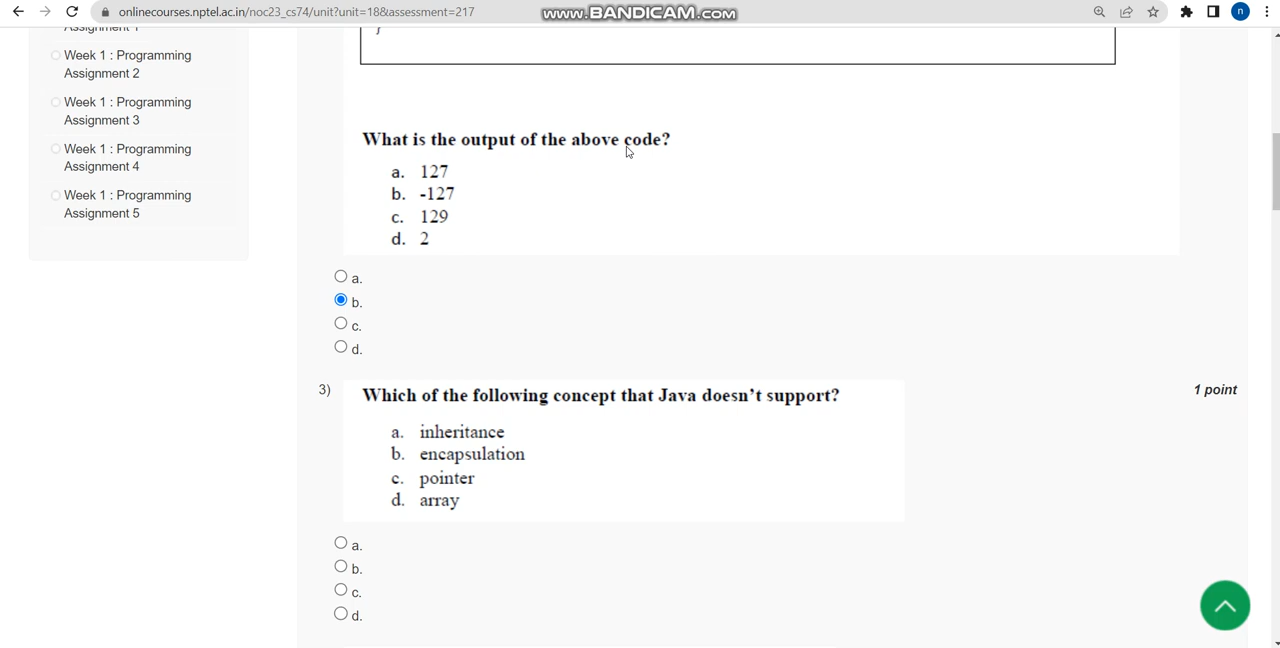 onlinecourses.nptel.ac.in/noc23_cs74/unit?unit=18&assessment=217
www.BANDICAM.com
n
Week 1 : Programming
Assignment 2
Week 1 : Programming
Assignment 3
Week 1 : Programming
Assignment 4
Week 1 : Programming
Assignment 5
}
What is the output of the above code?
a. 127
b. -127
c. 129
d. 2
a.
b.
c.
d.
3)
Which of the following concept that Java doesn’t support?
1 point
a. inheritance
b. encapsulation
c. pointer
d. array
a.
b.
c.
d.